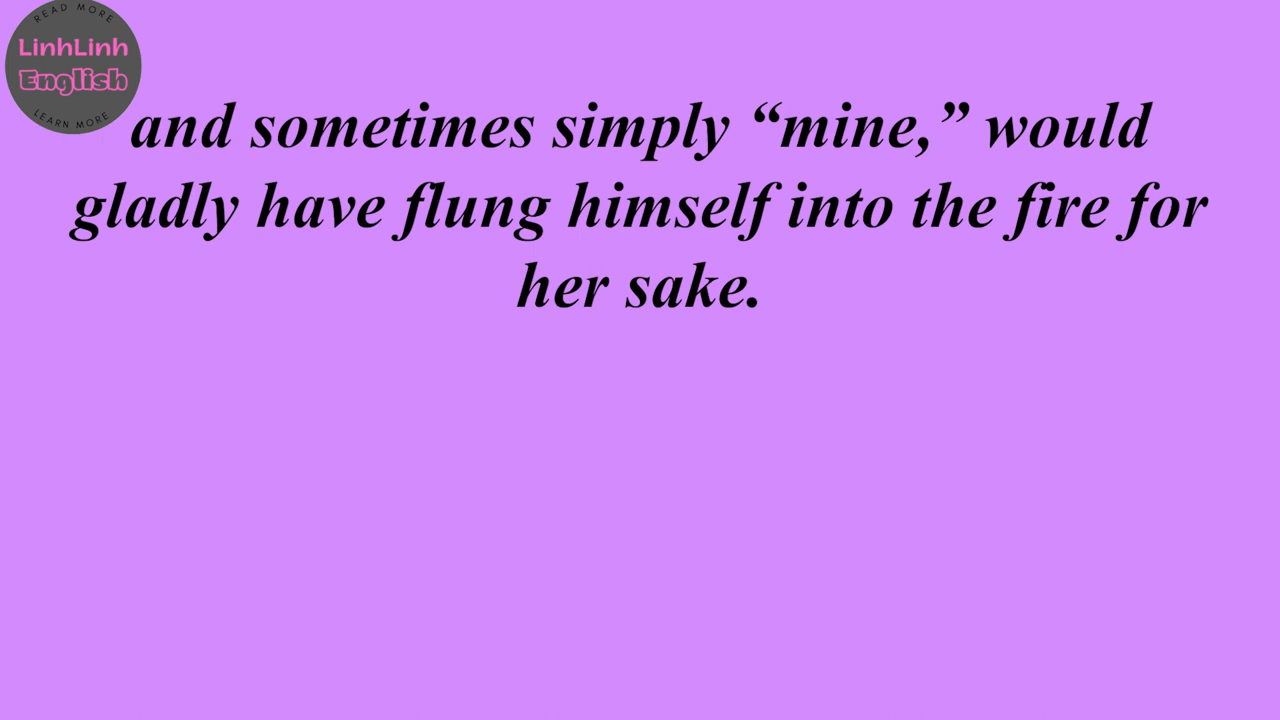 READ MORE
LinhLinh
English
LEARN MORE
and sometimes simply “mine,” would
gladly have flung himself into the fire for
her sake.